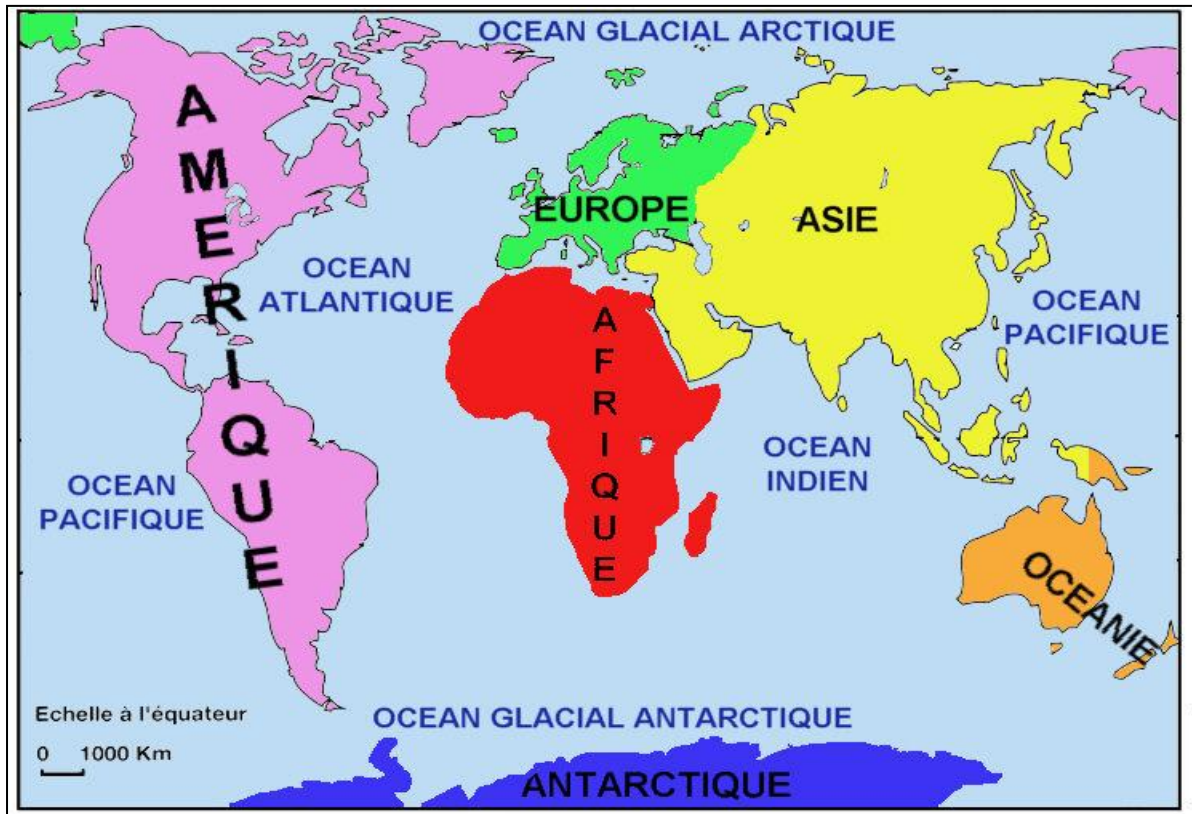 OCEAN GLACIAL ARCTIQUE
AMERIQUE
EUROPE
ASIE
OCEAN
ATLANTIQUE
AFRIQUE
OCEAN
PACIFIQUE
OCEAN
INDIEN
OCEAN
PACIFIQUE
OCEANIE
Echelle à l'équateur
0 1000 Km
OCEAN GLACIAL ANTARCTIQUE
ANTARCTIQUE